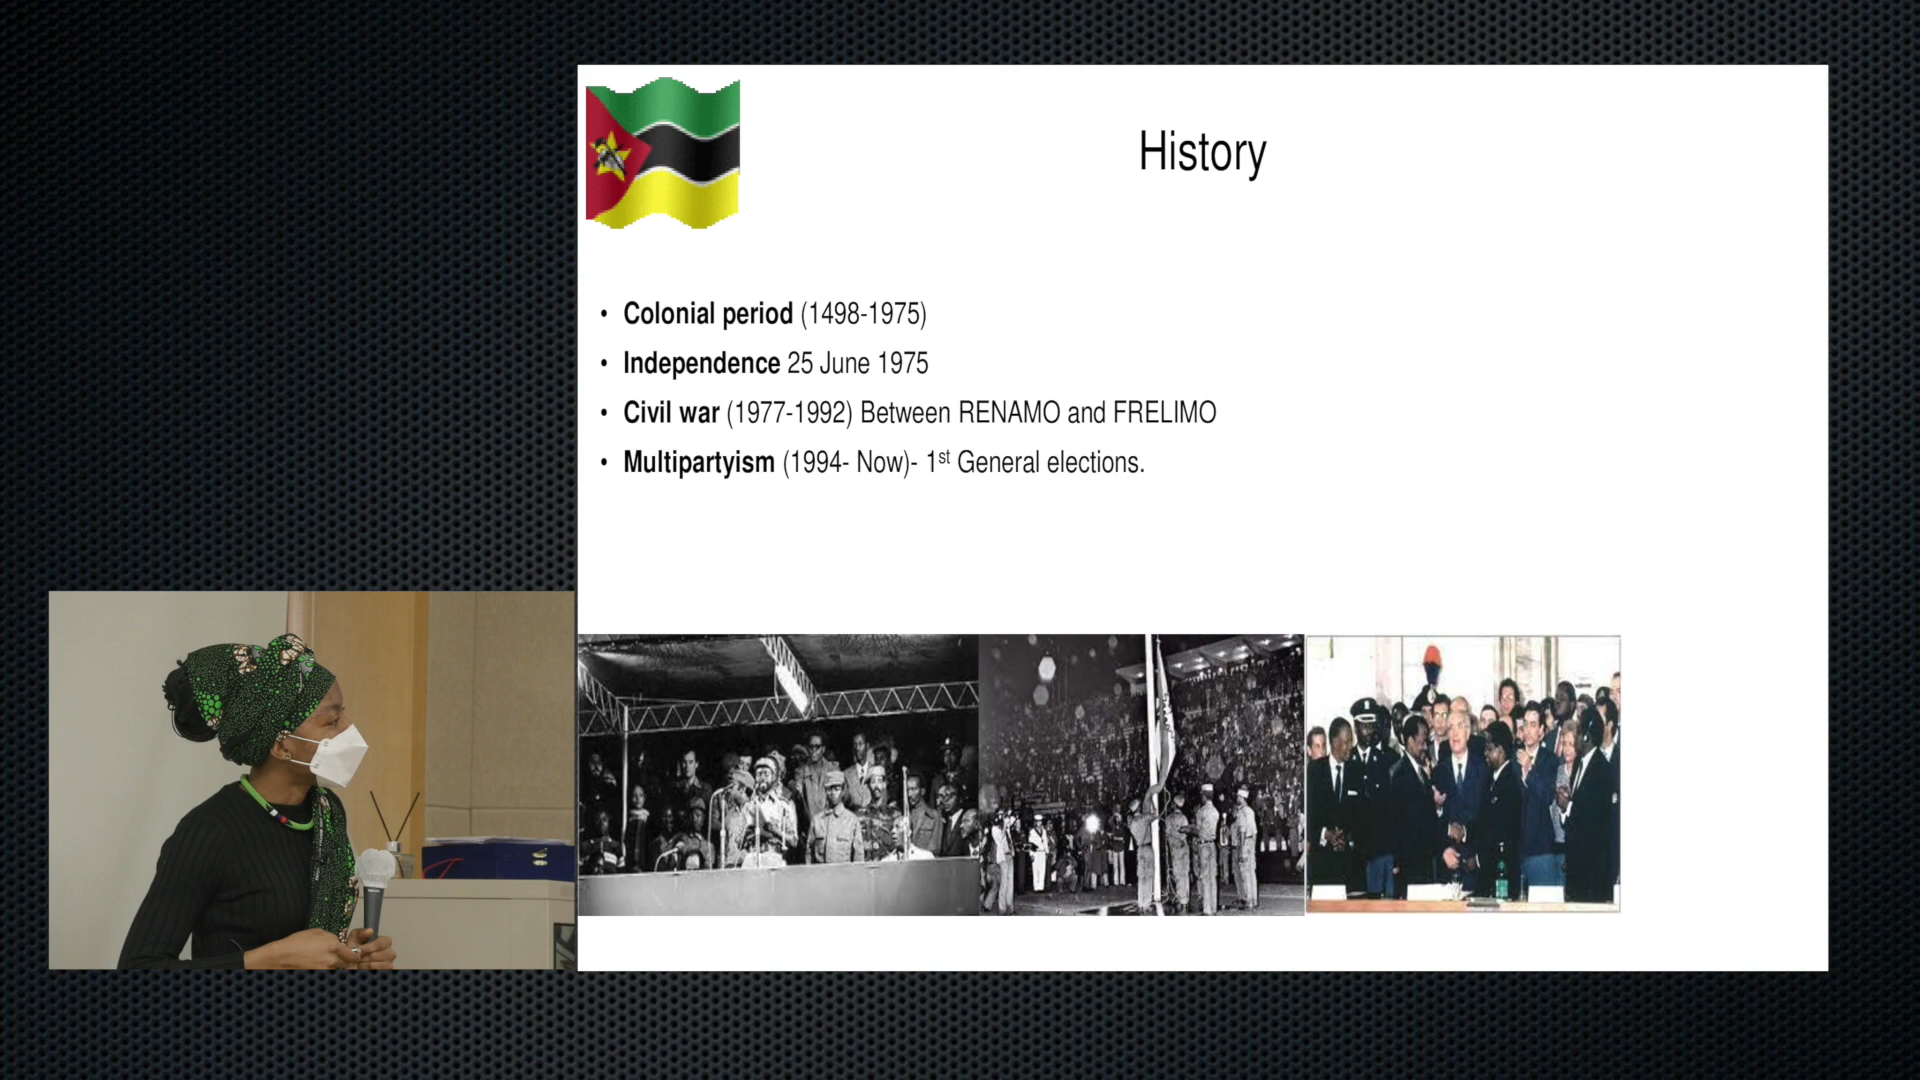 History
• Colonial period (1498-1975)
• Independence 25 June 1975
• Civil war (1977-1992) Between RENAMO and FRELIMO
• Multipartyism (1994- Now)- 1st General elections.